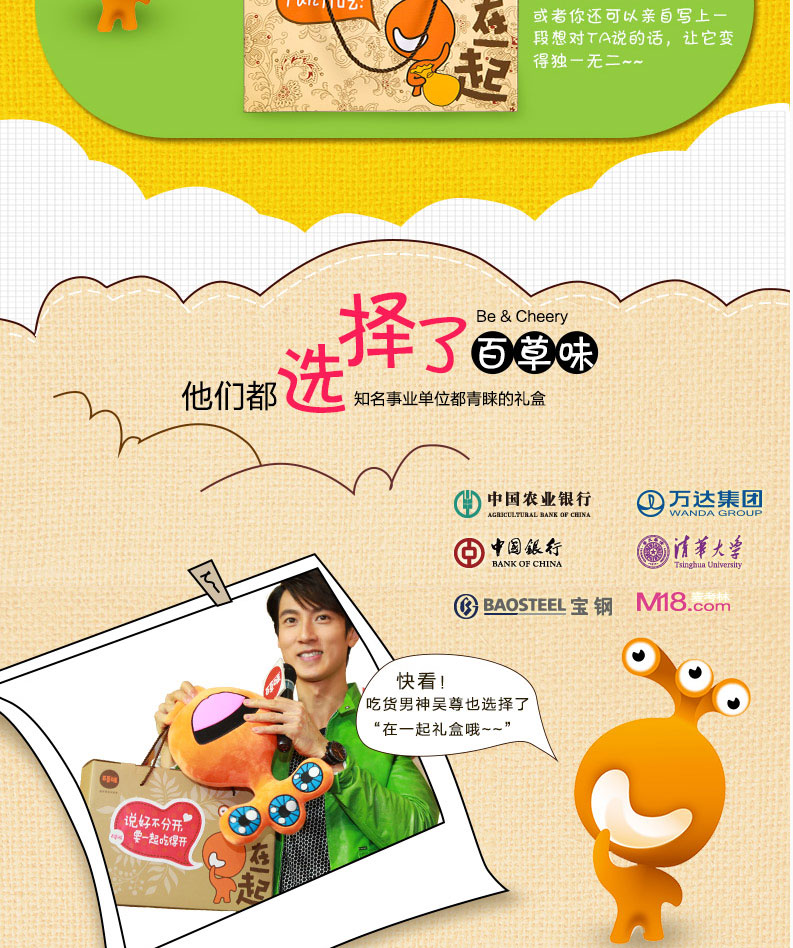 在一起
或者你还可以亲自写上一
段想对TA说的话，让它变
得独一无二~~
Be & Cheery
他们都选择了百草味
知名事业单位都青睐的礼盒
中国农业银行
AGRICULTURAL BANK OF CHINA
万达集团
WANDA GROUP
中国银行
BANK OF CHINA
清华大学
Tsinghua University
BAOSTEEL 宝钢
M18.com
快看！
吃货男神吴尊也选择了
“在一起礼盒哦~~”
百草味
说好不分开
要一起吃得开
在一起